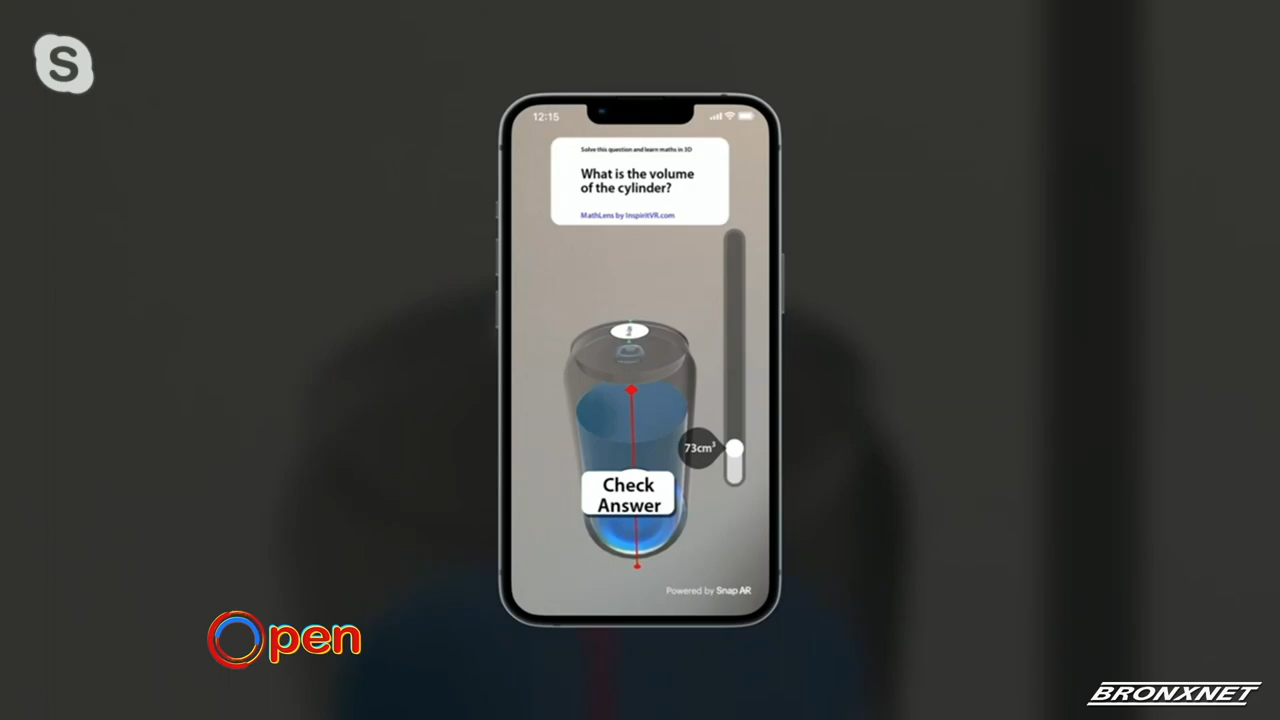 S
12:15
Solve this question and learn maths in 3D
What is the volume
of the cylinder?
MathLens by InspiritVR.com
73cm³
Check
Answer
Powered by Snap AR
Open
BRONXNET